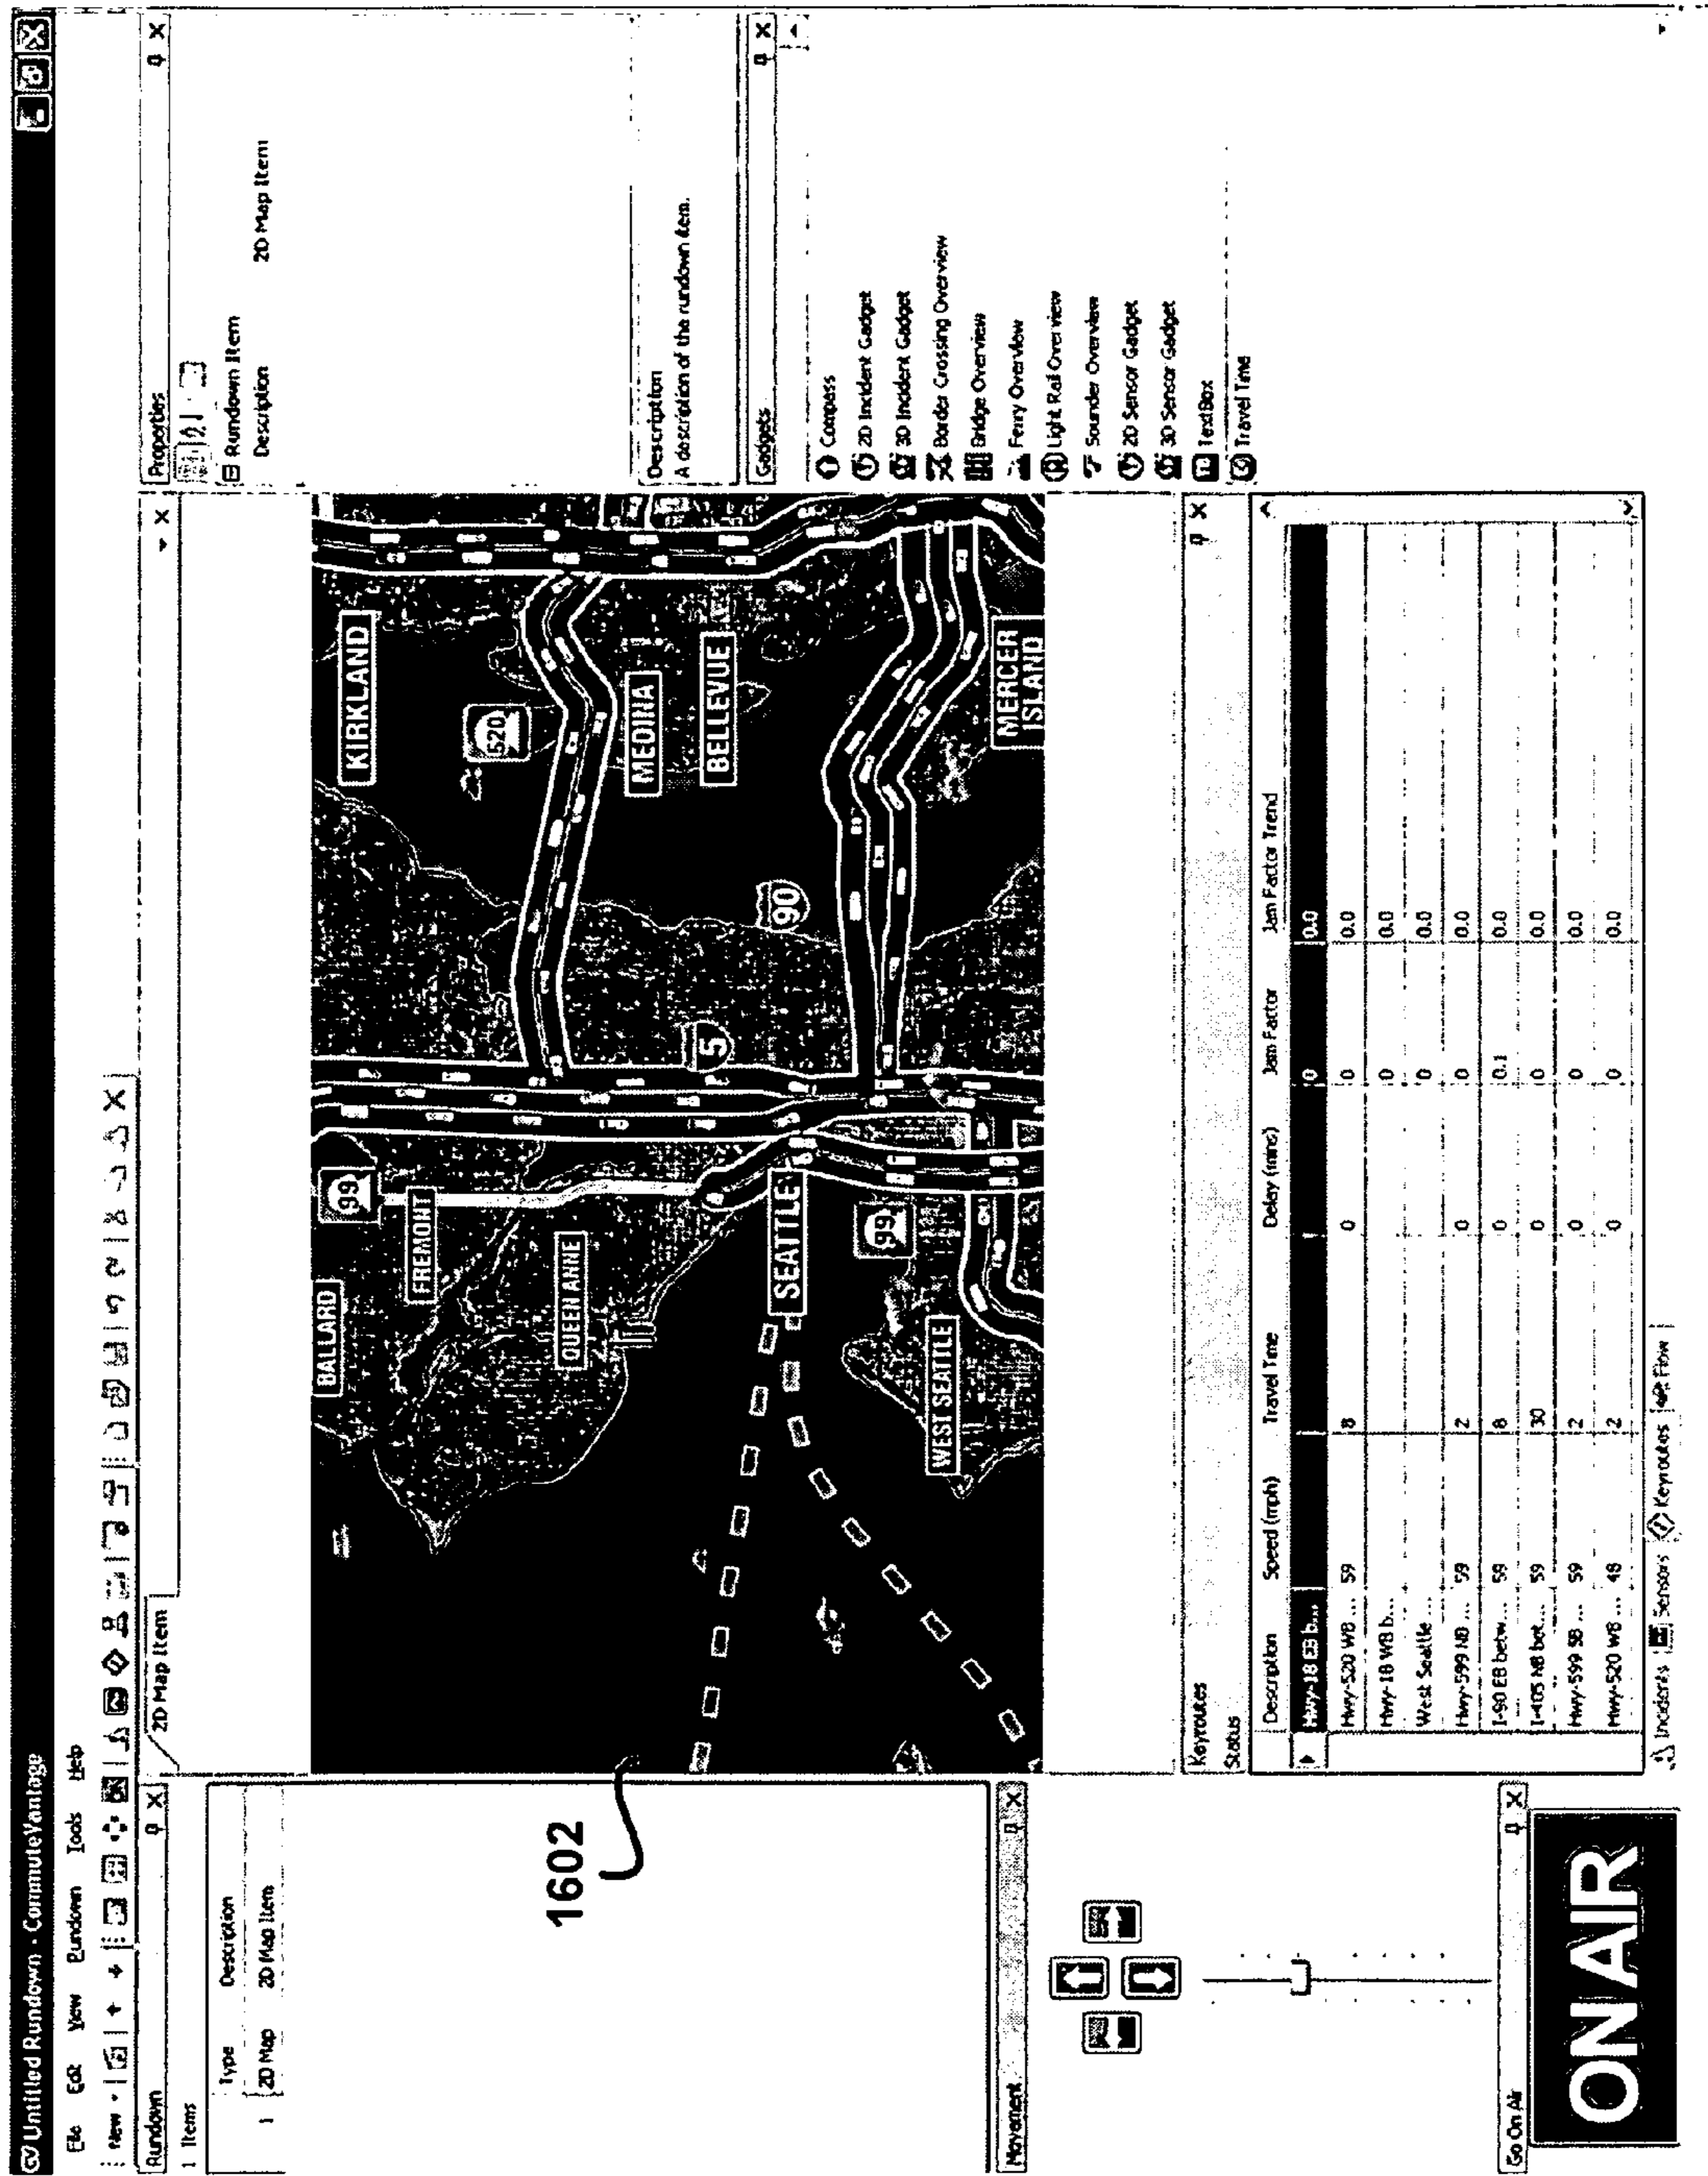 Untitled Rundown - CommuteVantage
File Edit View Rundown Tools Help
New
Rundown
1 Items
Type Description
1 2D Map 2D Map Item
1602
Movement
Go On Air
ON AIR
2D Map Item
BALLARD
99
FREMONT
QUEEN ANNE
SEATTLE
99
WEST SEATTLE
5
90
KIRKLAND
520
MEDINA
BELLEVUE
MERCER
ISLAND
Keyroutes
Status
Description Speed (mph) Travel Time Delay (mins) Jam Factor Jam Factor Trend
Hwy-18 EB b... 0 0.0
Hwy-520 WB ... 59 8 0 0 0.0
Hwy-18 WB b... 0 0.0
West Seattle ... 0 0.0
Hwy-599 NB ... 59 2 0 0 0.0
I-90 EB betw... 59 8 0 0.1 0.0
I-405 NB bet... 59 30 0 0 0.0
Hwy-599 SB ... 59 2 0 0 0.0
Hwy-520 WB ... 48 2 0 0 0.0
Incidents Sensors Keyroutes Flow
Properties
Rundown Item
Description 2D Map Item
Description
A description of the rundown item.
Gadgets
Compass
2D Incident Gadget
3D Incident Gadget
Border Crossing Overview
Bridge Overview
Ferry Overview
Light Rail Overview
Sounder Overview
2D Sensor Gadget
3D Sensor Gadget
TextBox
Travel Time